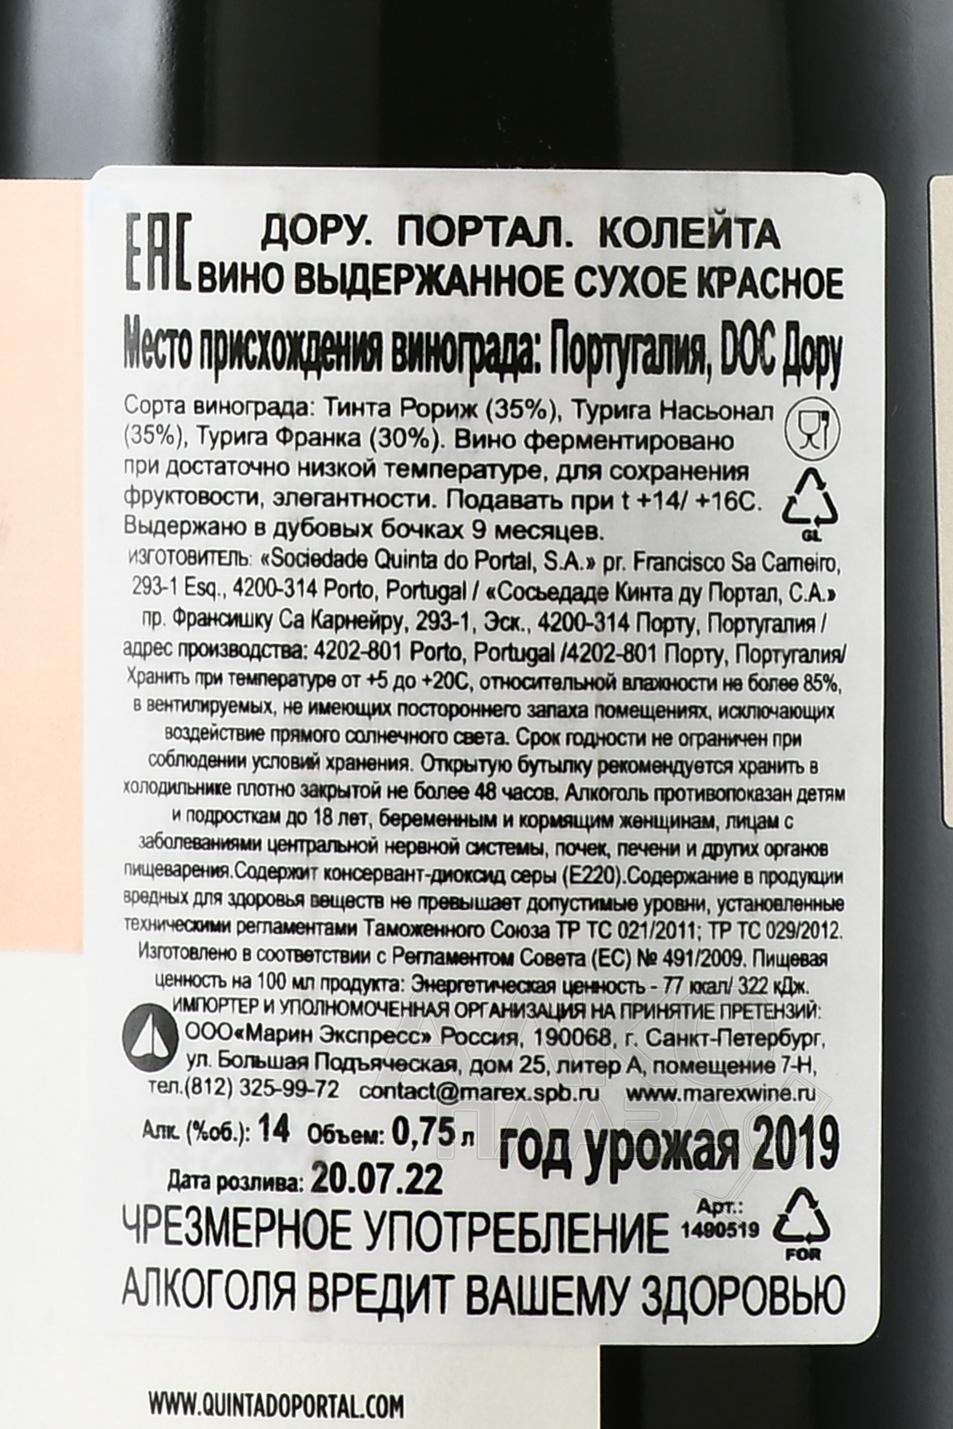 ЕАС ДОРУ. ПОРТАЛ. КОЛЕЙТА
ВИНО ВЫДЕРЖАННОЕ СУХОЕ КРАСНОЕ
Место присхождения винограда: Португалия, DOC Дору
Сорта винограда: Тинта Рориж (35%), Турига Насьонал
(35%), Турига Франка (30%). Вино ферментировано
при достаточно низкой температуре, для сохранения
фруктовости, элегантности. Подавать при t +14/ +16С.
GL
Выдержано в дубовых бочках 9 месяцев.
ИЗГОТОВИТЕЛЬ: «Sociedade Quinta do Portal, S.A.» pr. Francisco Sa Carneiro,
293-1 Esq., 4200-314 Porto, Portugal / «Сосьедаде Кинта ду Портал, С.А.»
пр. Франсишку Са Карнейру, 293-1, Эск., 4200-314 Порту, Португалия /
адрес производства: 4202-801 Porto, Portugal /4202-801 Порту, Португалия/
Хранить при температуре от +5 до +20С, относительной влажности не более 85%,
в вентилируемых, не имеющих постороннего запаха помещениях, исключающих
воздействие прямого солнечного света. Срок годности не ограничен при
соблюдении условий хранения. Открытую бутылку рекомендуется хранить в
холодильнике плотно закрытой не более 48 часов. Алкоголь противопоказан детям
и подросткам до 18 лет, беременным и кормящим женщинам, лицам с
заболеваниями центральной нервной системы, почек, печени и других органов
пищеварения.Содержит консервант-диоксид серы (Е220).Содержание в продукции
вредных для здоровья веществ не превышает допустимые уровни, установленные
техническими регламентами Таможенного Союза ТР ТС 021/2011; ТР ТС 029/2012.
Изготовлено в соответствии с Регламентом Совета (ЕС) № 491/2009. Пищевая
ценность на 100 мл продукта: Энергетическая ценность - 77 ккал/ 322 кДж.
ИМПОРТЕР И УПОЛНОМОЧЕННАЯ ОРГАНИЗАЦИЯ НА ПРИНЯТИЕ ПРЕТЕНЗИЙ:
ООО«Марин Экспресс» Россия, 190068, г. Санкт-Петербург,
ул. Большая Подъяческая, дом 25, литер А, помещение 7-Н,
тел.(812) 325-99-72 contact@marex.spb.ru www.marexwine.ru
Алк. (%об.): 14 Объем: 0,75 л год урожая 2019
Дата розлива: 20.07.22
ЧРЕЗМЕРНОЕ УПОТРЕБЛЕНИЕ Арт.: 1490519 FOR
АЛКОГОЛЯ ВРЕДИТ ВАШЕМУ ЗДОРОВЬЮ
WWW.QUINTADOPORTAL.COM